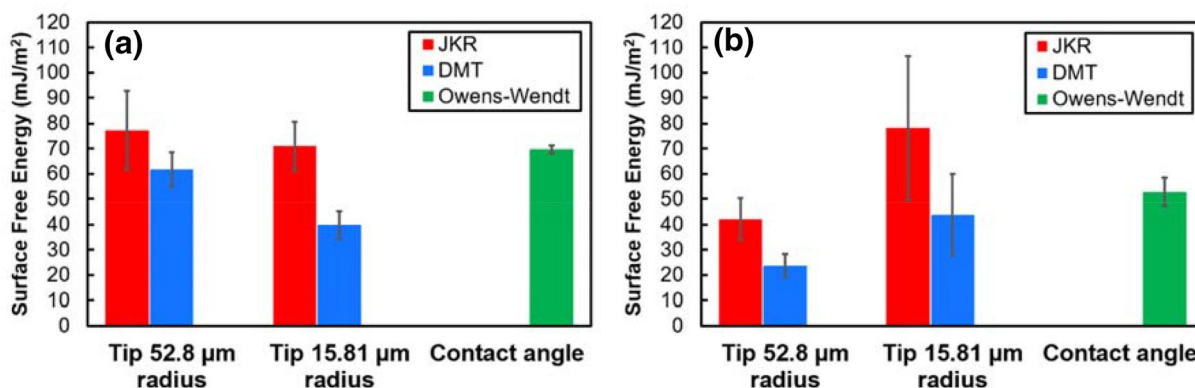 (a)
Surface Free Energy (mJ/m²)
120
110
100
90
80
70
60
50
40
30
20
10
0
JKR
DMT
Owens-Wendt
Tip 52.8 µm radius
Tip 15.81 µm radius
Contact angle
(b)
Surface Free Energy (mJ/m²)
120
110
100
90
80
70
60
50
40
30
20
10
0
JKR
DMT
Owens-Wendt
Tip 52.8 µm radius
Tip 15.81 µm radius
Contact angle